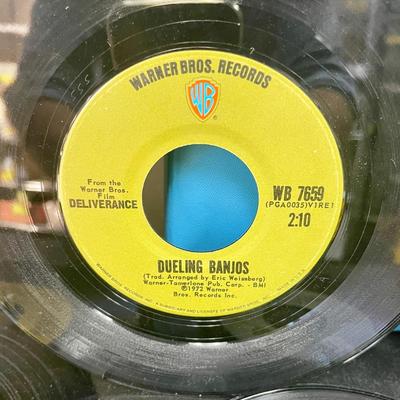 WARNER BROS. RECORDS
WB
From the
Warner Bros.
Film
DELIVERANCE
WB 7659
(PGA0035)V1RE1
2:10
DUELING BANJOS
(Trad. Arranged by Eric Weissberg)
Warner-Tamerlane Pub. Corp. - BMI
℗1972 Warner
Bros. Records Inc.